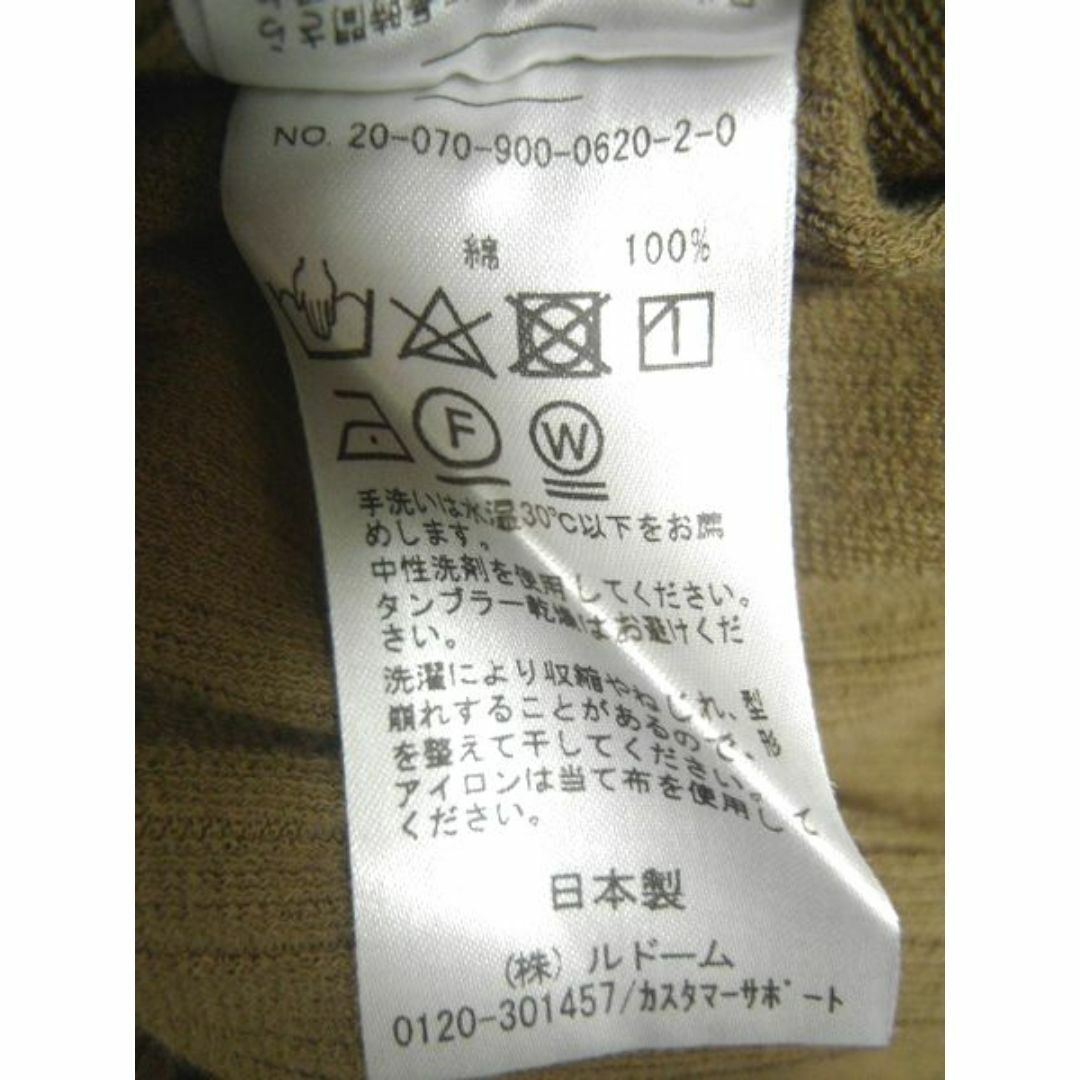 NO. 20-070-900-0620-2-0
綿 100%
F W
手洗いは水温30℃以下をお薦
めします。
中性洗剤を使用してください。
タンブラー乾燥はお避けくだ
さい。
洗濯により収縮やねじれ、型
崩れすることがあるので、形
を整えて干してください。
アイロンは当て布を使用して
ください。
日本製
(株) ルドーム
0120-301457/カスタマーサポート